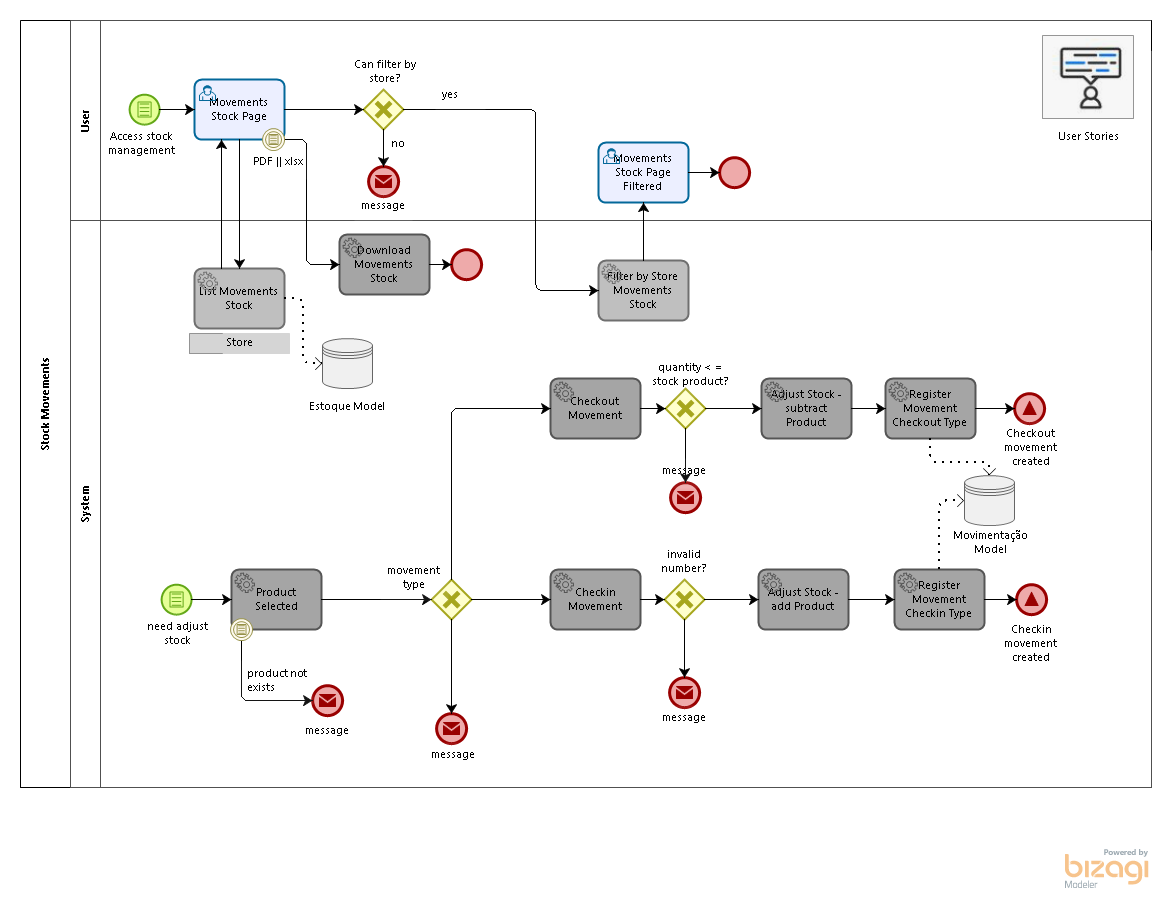 Stock Movements
User
Access stock
management
Movements
Stock Page
PDF || xlsx
Can filter by
store?
yes
no
message
Movements
Stock Page
Filtered
User Stories
System
List Movements
Stock
Store
Estoque Model
Download
Movements
Stock
Filter by Store
Movements
Stock
need adjust
stock
Product
Selected
product not
exists
message
movement
type
message
Checkout
Movement
quantity < =
stock product?
message
Adjust Stock -
subtract
Product
Register
Movement
Checkout Type
Checkout
movement
created
Movimentação
Model
Checkin
Movement
invalid
number?
message
Adjust Stock -
add Product
Register
Movement
Checkin Type
Checkin
movement
created
Powered by
bizagi
Modeler